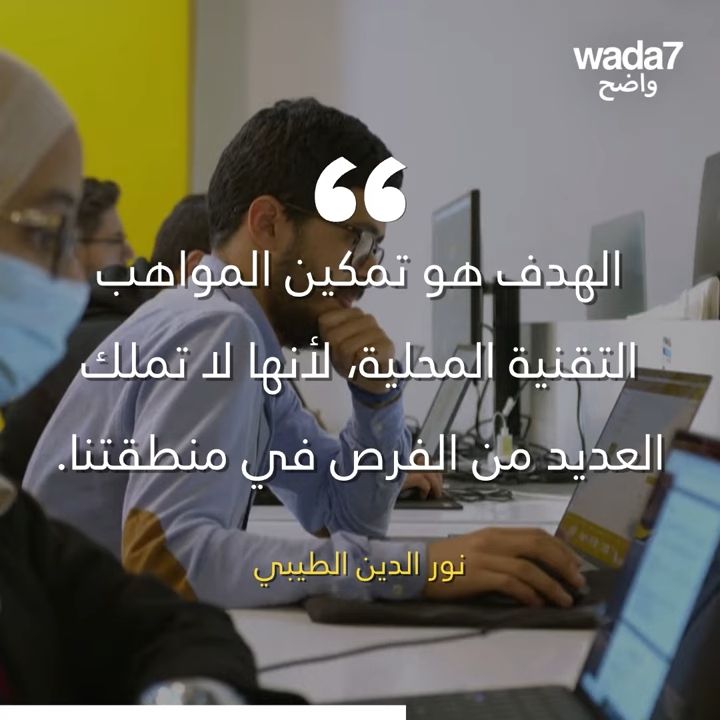 wada7
واضح
الهدف هو تمكين المواهب
التقنية المحلية، لأنها لا تملك
العديد من الفرص في منطقتنا.
نور الدين الطيبي